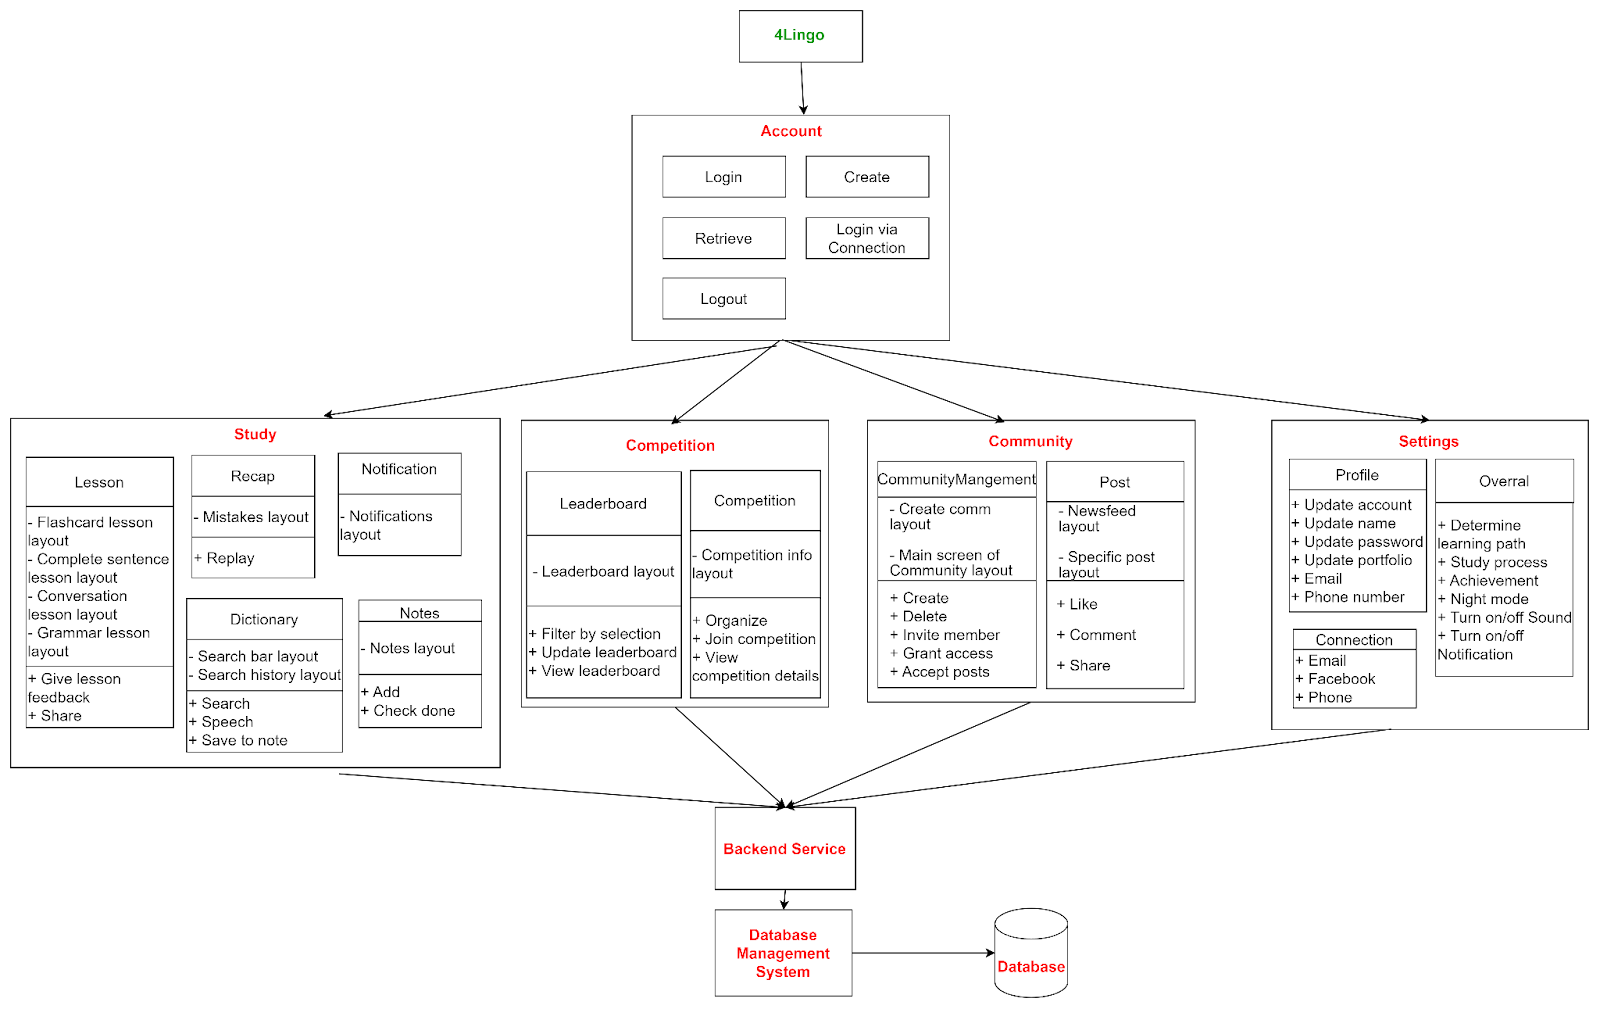 4Lingo
Account
Login
Create
Retrieve
Login via
Connection
Logout
Study
Lesson
- Flashcard lesson
layout
- Complete sentence
lesson layout
- Conversation
lesson layout
- Grammar lesson
layout
+ Give lesson
feedback
+ Share
Recap
- Mistakes layout
+ Replay
Notification
- Notifications
layout
Dictionary
- Search bar layout
- Search history layout
+ Search
+ Speech
+ Save to note
Notes
- Notes layout
+ Add
+ Check done
Competition
Leaderboard
- Leaderboard layout
+ Filter by selection
+ Update leaderboard
+ View leaderboard
Competition
- Competition info
layout
+ Organize
+ Join competition
+ View
competition details
Community
CommunityMangement
- Create comm
layout
- Main screen of
Community layout
+ Create
+ Delete
+ Invite member
+ Grant access
+ Accept posts
Post
- Newsfeed
layout
- Specific post
layout
+ Like
+ Comment
+ Share
Settings
Profile
+ Update account
+ Update name
+ Update password
+ Update portfolio
+ Email
+ Phone number
Connection
+ Email
+ Facebook
+ Phone
Overral
+ Determine
learning path
+ Study process
+ Achievement
+ Night mode
+ Turn on/off Sound
+ Turn on/off
Notification
Backend Service
Database
Management
System
Database